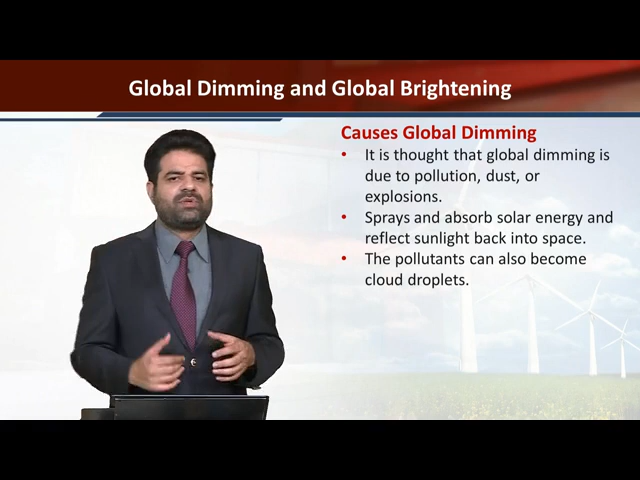 Global Dimming and Global Brightening
Causes Global Dimming
• It is thought that global dimming is
due to pollution, dust, or
explosions.
• Sprays and absorb solar energy and
reflect sunlight back into space.
• The pollutants can also become
cloud droplets.